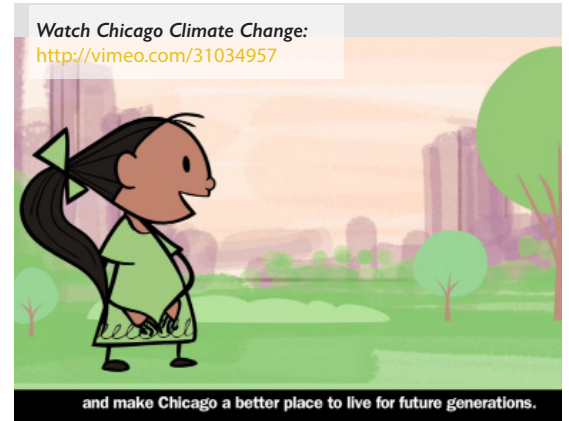 Watch Chicago Climate Change:
http://vimeo.com/31034957
and make Chicago a better place to live for future generations.